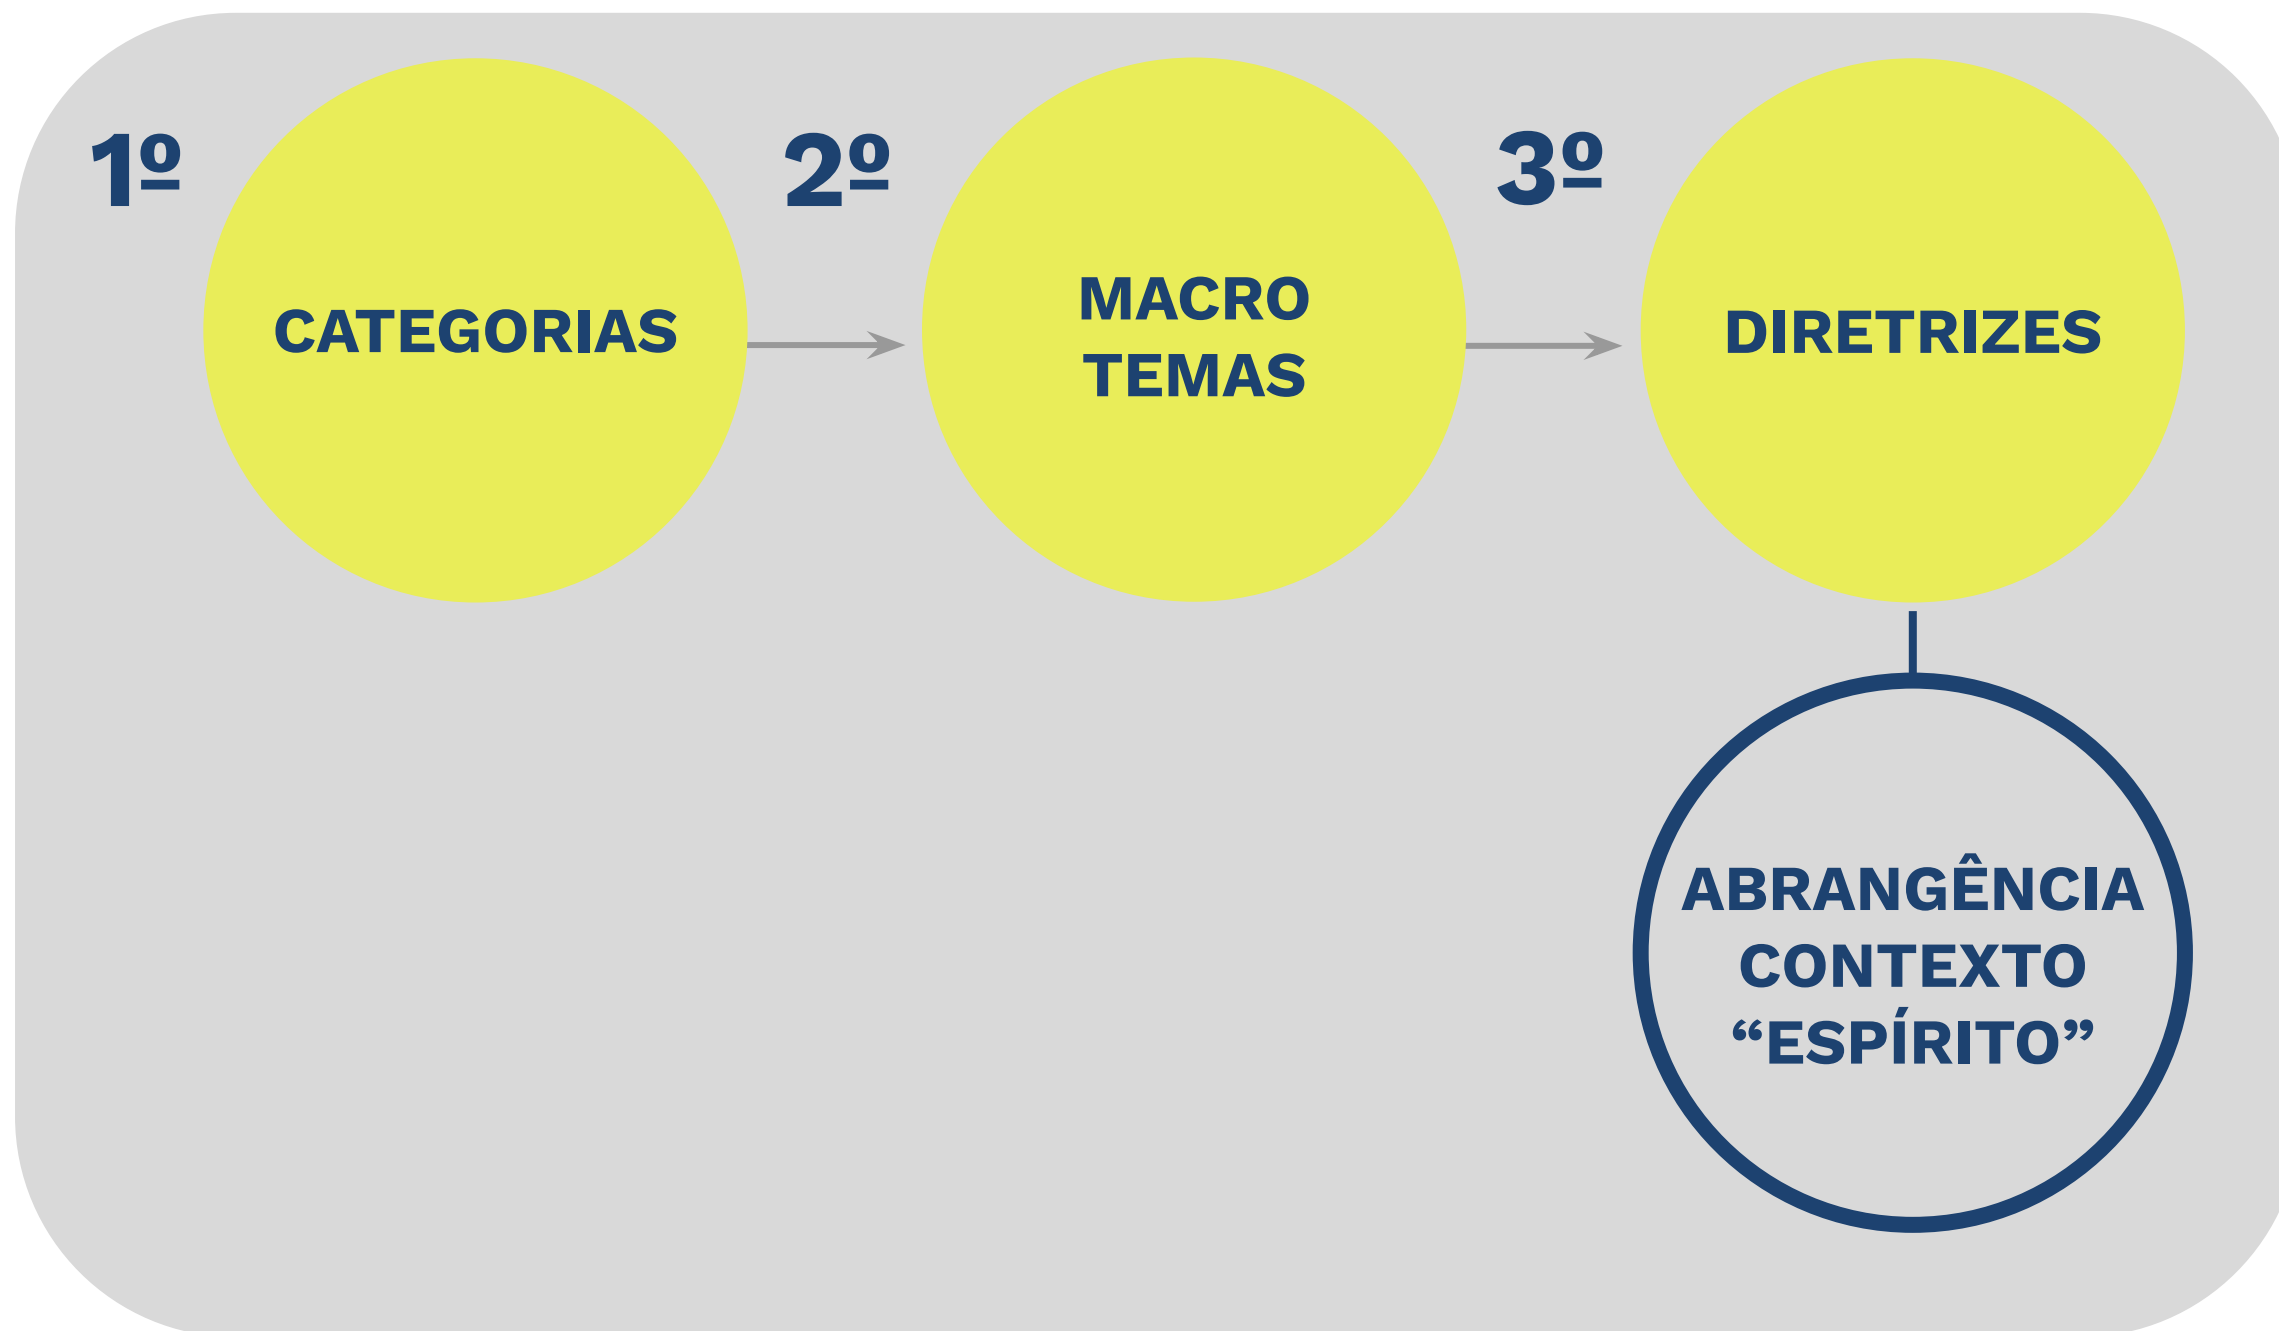 1º
CATEGORIAS
2º
MACRO
TEMAS
3º
DIRETRIZES
ABRANGÊNCIA
CONTEXTO
“ESPÍRITO”